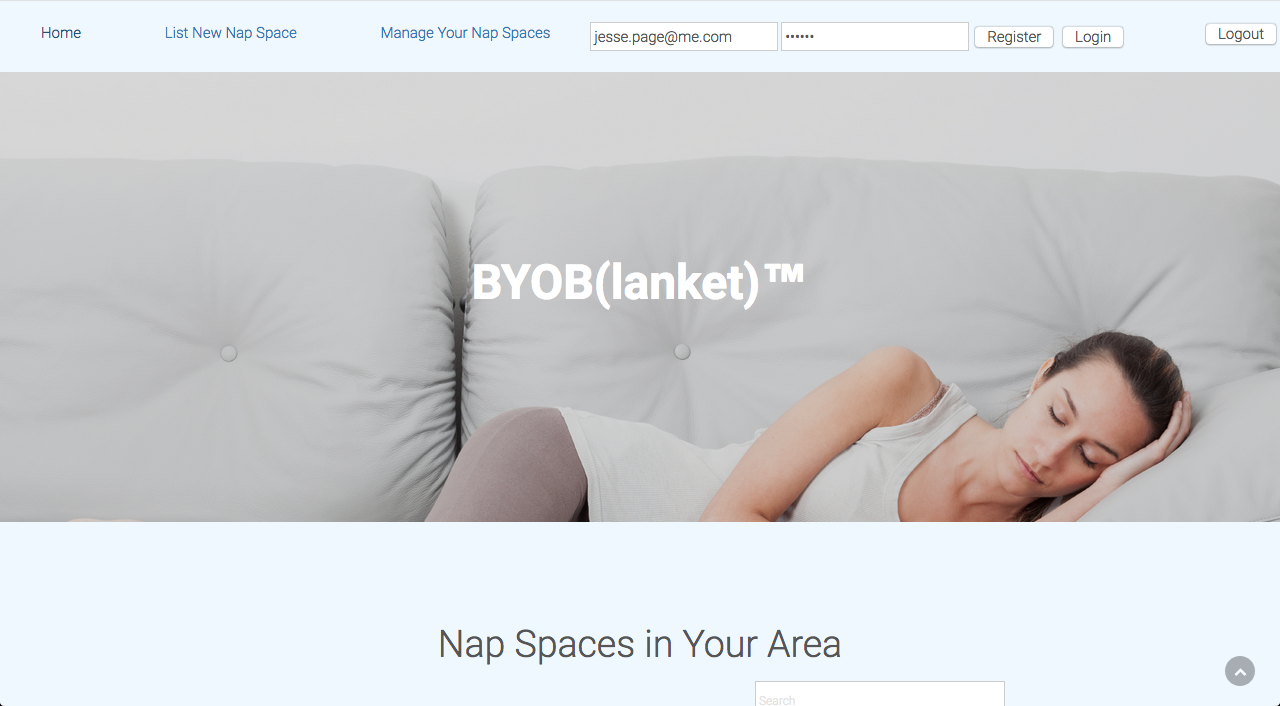 Home List New Nap Space Manage Your Nap Spaces jesse.page@me.com •••••• Register Login Logout
BYOB(lanket)™
Nap Spaces in Your Area
Search